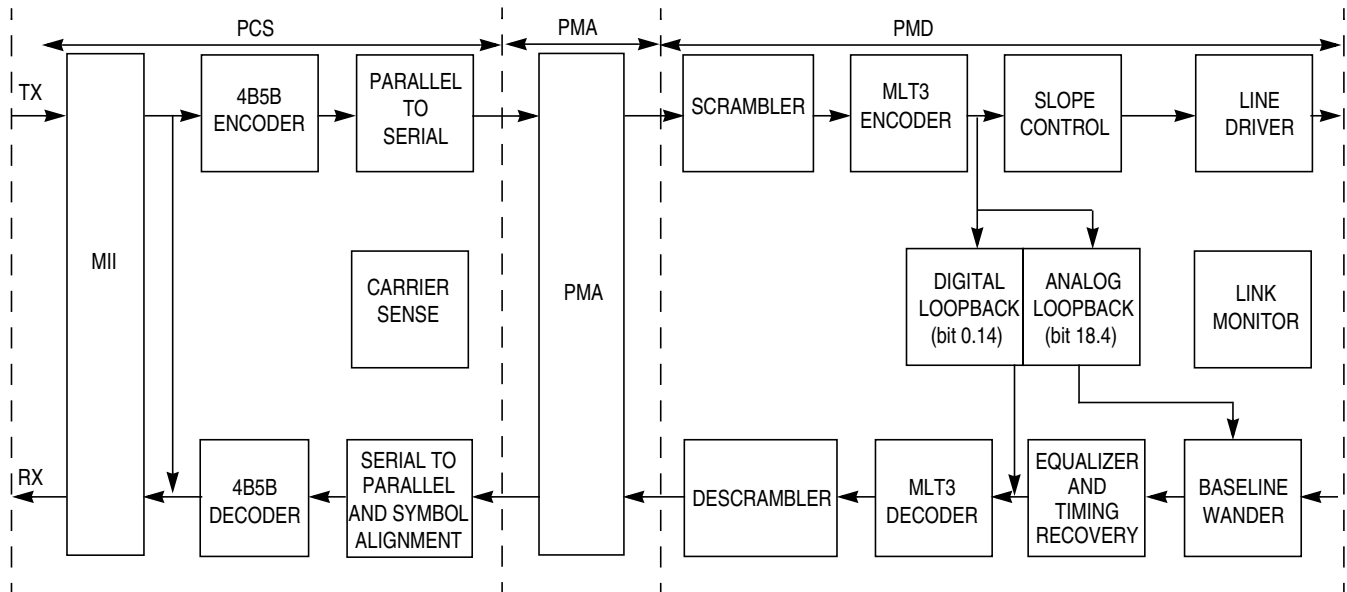 PCS
PMA
PMD
TX
MII
4B5B
ENCODER
PARALLEL
TO
SERIAL
PMA
SCRAMBLER
MLT3
ENCODER
SLOPE
CONTROL
LINE
DRIVER
CARRIER
SENSE
DIGITAL
LOOPBACK
(bit 0.14)
ANALOG
LOOPBACK
(bit 18.4)
LINK
MONITOR
RX
4B5B
DECODER
SERIAL TO
PARALLEL
AND SYMBOL
ALIGNMENT
DESCRAMBLER
MLT3
DECODER
EQUALIZER
AND
TIMING
RECOVERY
BASELINE
WANDER